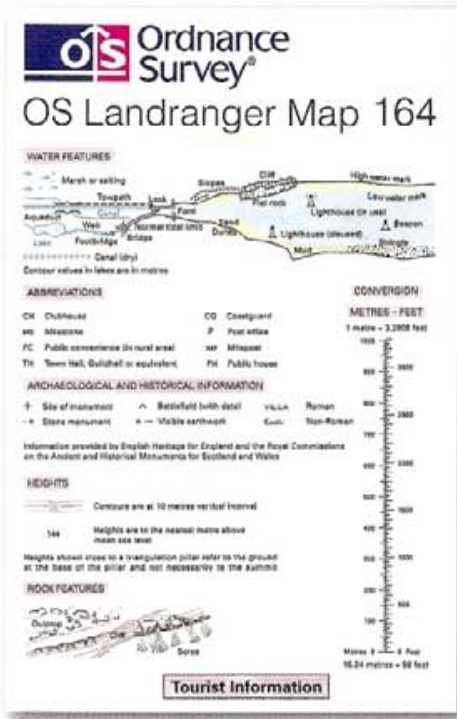 OS Ordnance Survey®
OS Landranger Map 164
WATER FEATURES
Marsh or salting
Towpath
Lock
Slopes
Cliff
High water mark
Low water mark
Flat rock
Lighthouse (in use)
Aqueduct
Canal
Ford
Weir
Normal tidal limit
Sand
Dunes
Beacon
Lake
Footbridge
Bridge
Lighthouse (disused)
Mud
Shingle
Canal (dry)
Contour values in lakes are in metres
ABBREVIATIONS
CH Clubhouse
CG Coastguard
MS Milestone
P Post office
PC Public convenience (in rural area)
MP Milepost
TH Town Hall, Guildhall or equivalent
PH Public house
CONVERSION
METRES - FEET
1 metre = 3.2808 feet
ARCHAEOLOGICAL AND HISTORICAL INFORMATION
Site of monument
Battlefield (with date)
VILLA Roman
Stone monument
Visible earthwork
Castle Non-Roman
Information provided by English Heritage for England and the Royal Commissions
on the Ancient and Historical Monuments for Scotland and Wales
HEIGHTS
Contours are at 10 metres vertical interval
144 Heights are to the nearest metre above
mean sea level
Heights shown close to a triangulation pillar refer to the ground
at the base of the pillar and not necessarily to the summit
ROCK FEATURES
Outcrop
Cliff
Scree
Metres 0
0 Feet
15.24 metres = 50 feet
Tourist Information